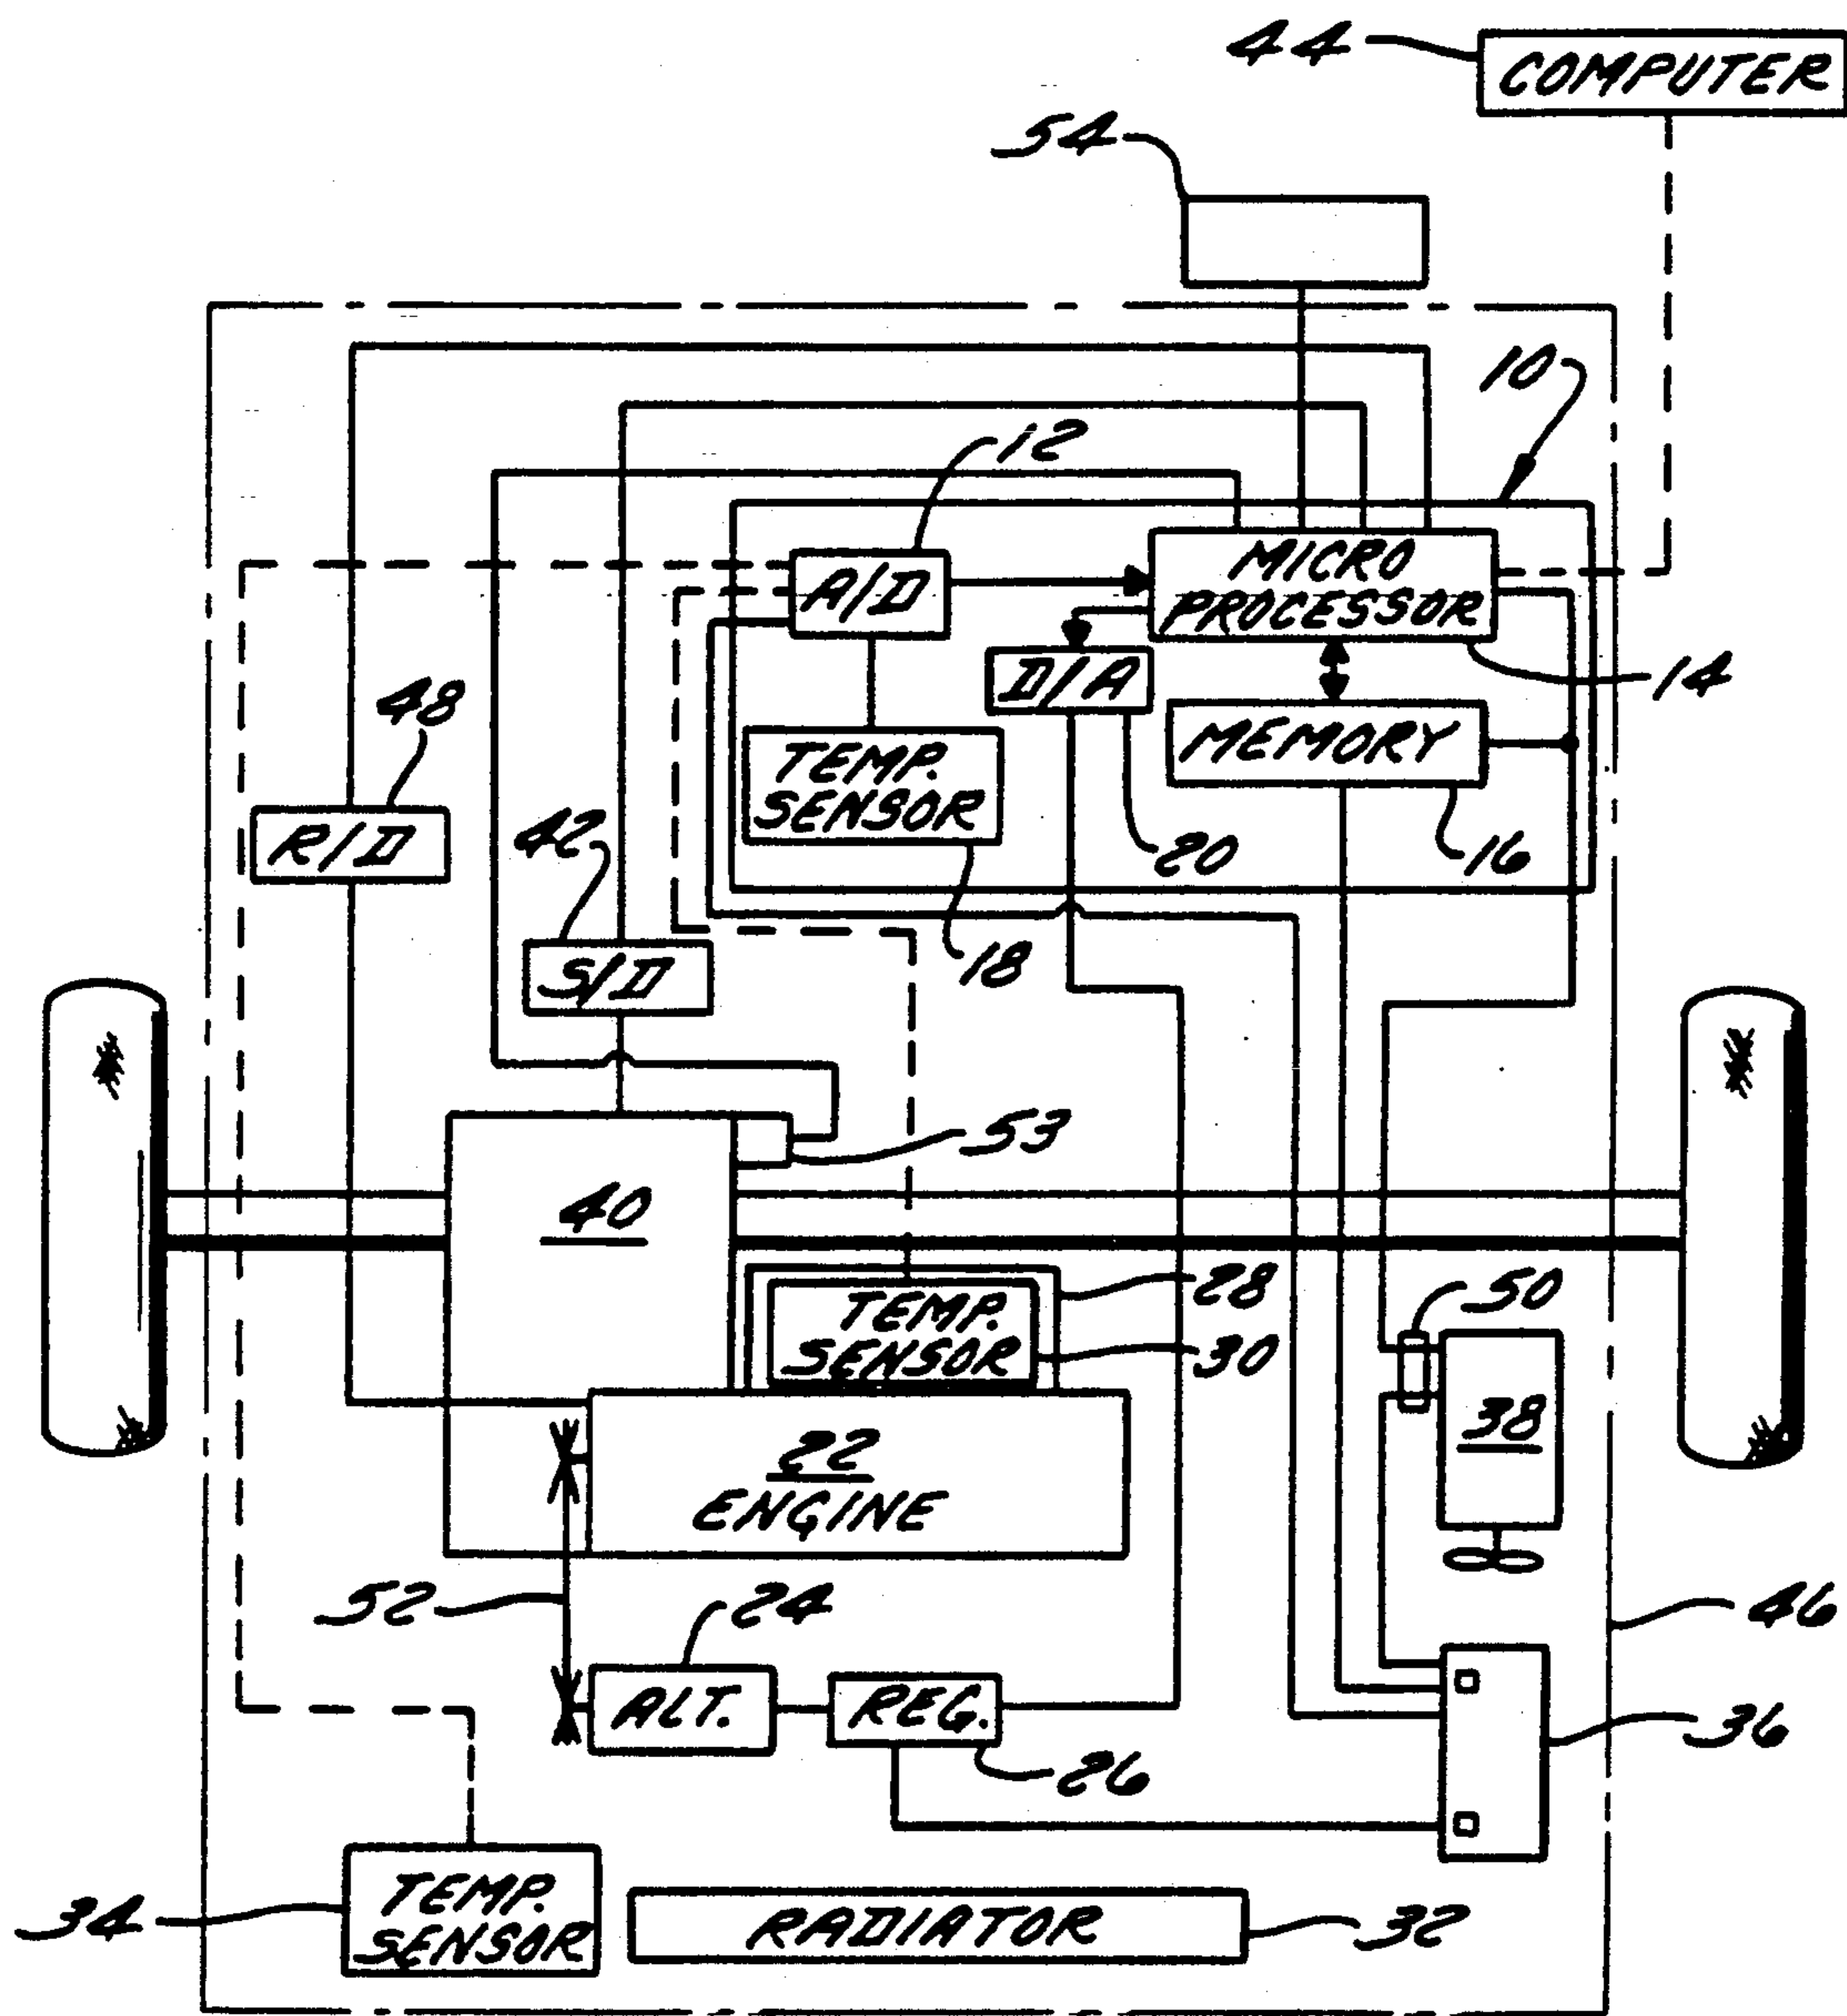 44
COMPUTER
54
10
12
A/D
MICRO
PROCESSOR
D/A
14
48
MEMORY
TEMP.
SENSOR
42
20
16
R/D
18
S/D
53
40
28
50
TEMP.
SENSOR
30
38
22
ENGINE
52
24
46
ALT.
REG.
36
26
34
TEMP.
SENSOR
RADIATOR
32